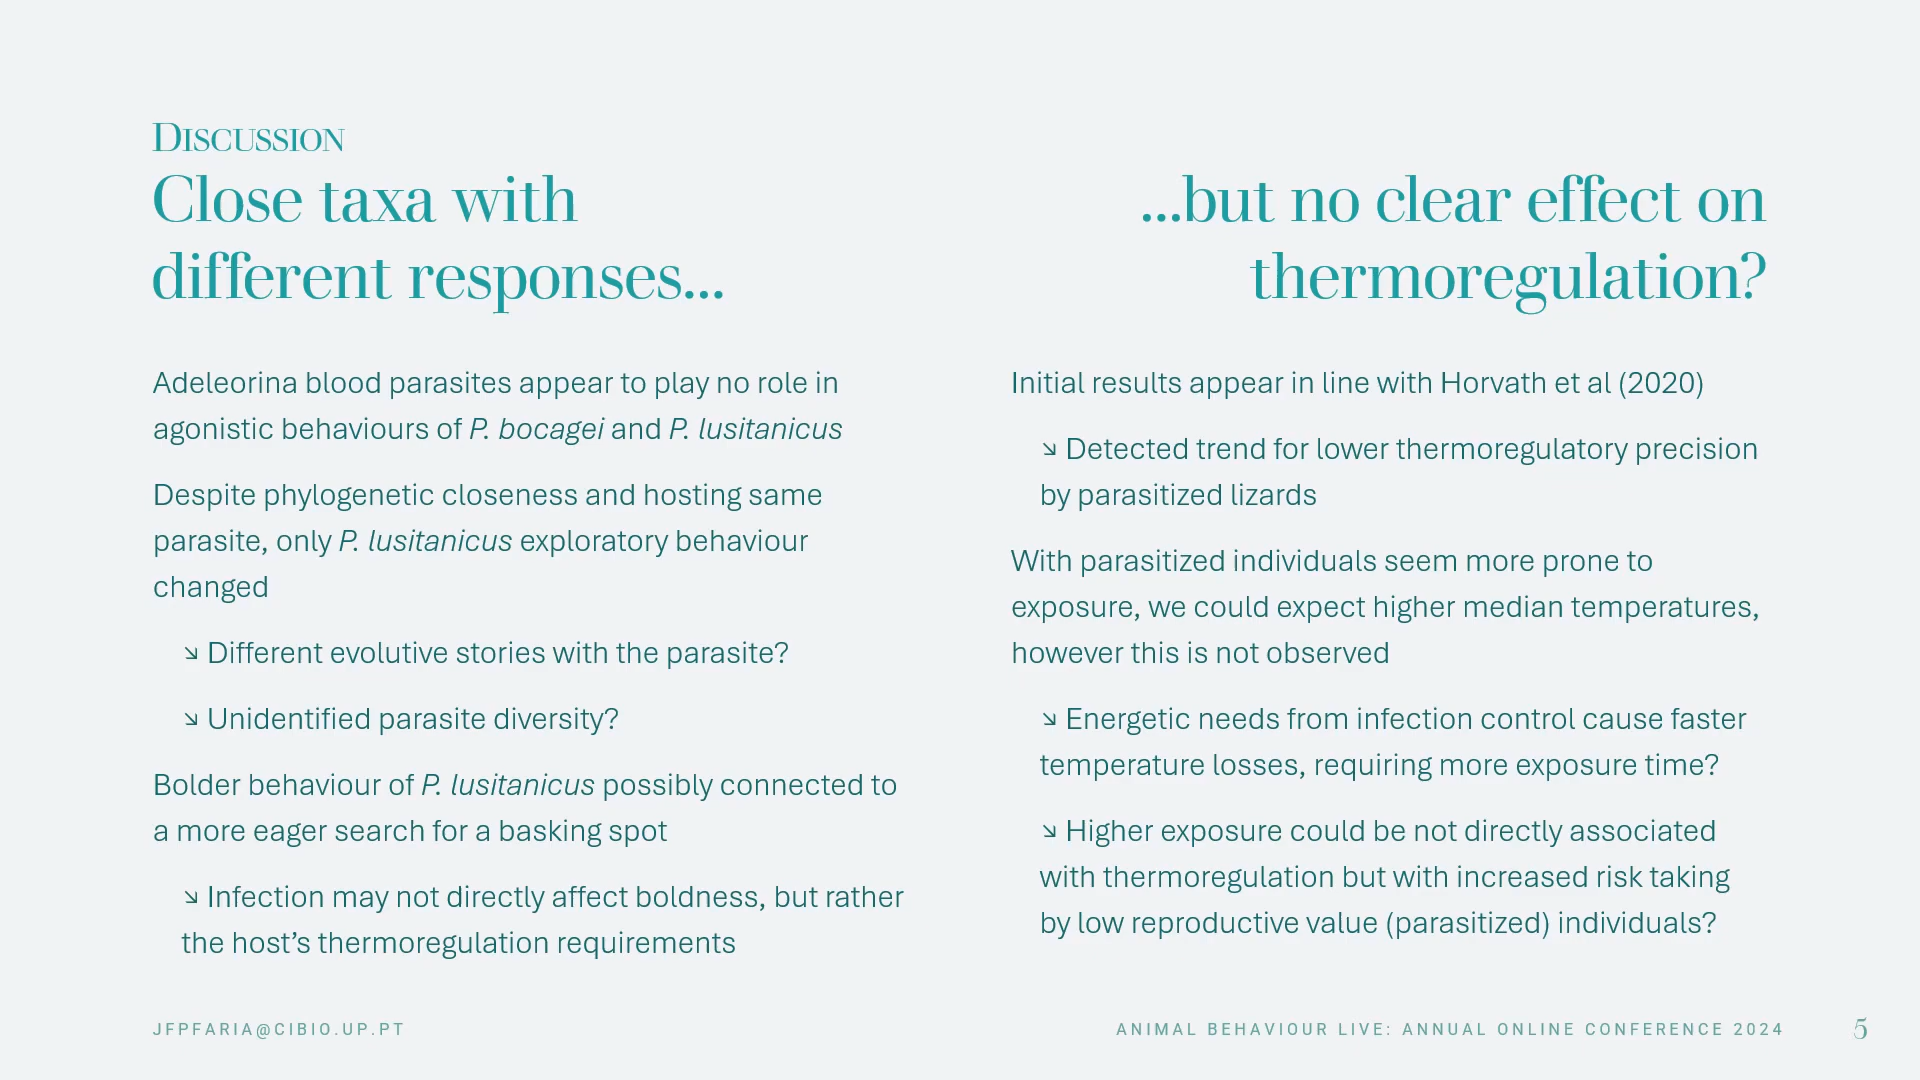 Discussion
Close taxa with
different responses...
Adeleorina blood parasites appear to play no role in
agonistic behaviours of P. bocagei and P. lusitanicus
Despite phylogenetic closeness and hosting same
parasite, only P. lusitanicus exploratory behaviour
changed
↘ Different evolutive stories with the parasite?
↘ Unidentified parasite diversity?
Bolder behaviour of P. lusitanicus possibly connected to
a more eager search for a basking spot
↘ Infection may not directly affect boldness, but rather
the host’s thermoregulation requirements
...but no clear effect on
thermoregulation?
Initial results appear in line with Horvath et al (2020)
↘ Detected trend for lower thermoregulatory precision
by parasitized lizards
With parasitized individuals seem more prone to
exposure, we could expect higher median temperatures,
however this is not observed
↘ Energetic needs from infection control cause faster
temperature losses, requiring more exposure time?
↘ Higher exposure could be not directly associated
with thermoregulation but with increased risk taking
by low reproductive value (parasitized) individuals?
JFPFARIA@CIBIO.UP.PT
ANIMAL BEHAVIOUR LIVE: ANNUAL ONLINE CONFERENCE 2024
5